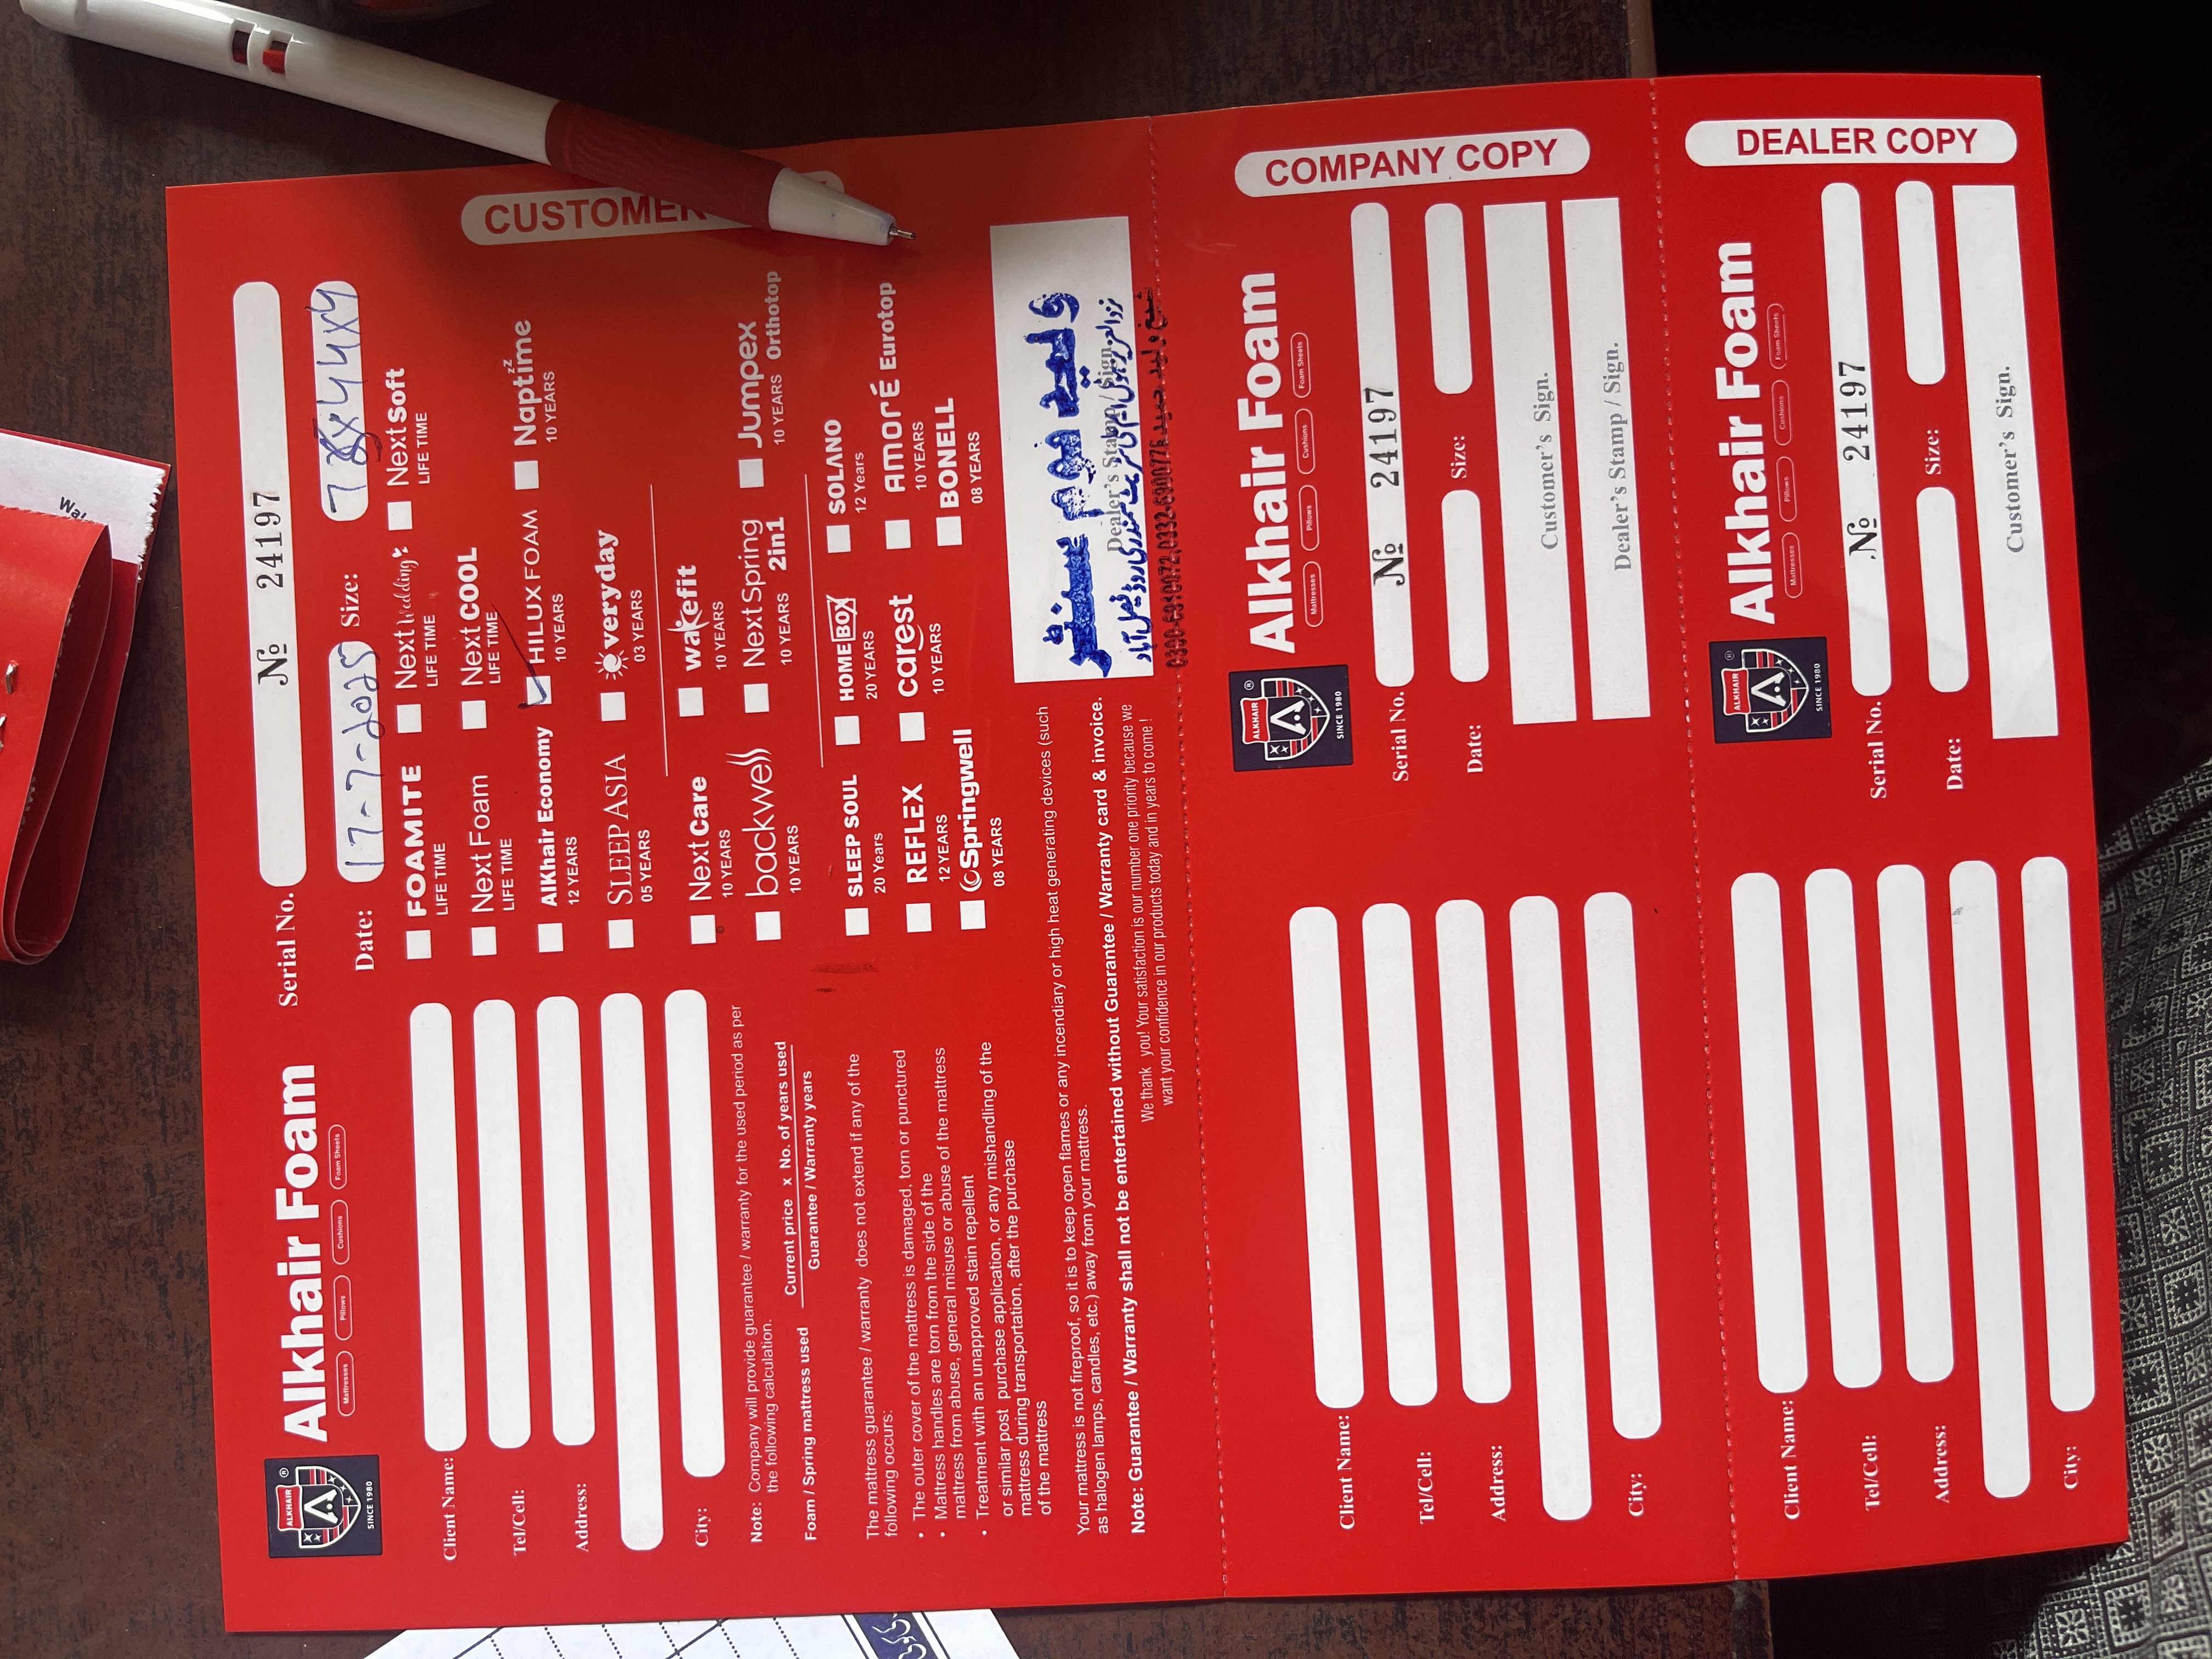 ALKHAIR
SINCE 1980
®
Alkhair Foam
Mattresses
Pillows
Cushions
Foam Sheets
CUSTOMER
Serial No.
№ 24197
Date:
17-7-2025
Size:
Client Name:
Tel/Cell:
Address:
City:
FOAMITE
LIFE TIME
Next bedding
LIFE TIME
Next Soft
LIFE TIME
Next Foam
LIFE TIME
Next COOL
LIFE TIME
Alkhair Economy
12 YEARS
HILUX FOAM
10 YEARS
Naptime
10 YEARS
SLEEP ASIA
05 YEARS
everyday
03 YEARS
Next Care
10 YEARS
wakefit
10 YEARS
backwell
10 YEARS
Next Spring
10 YEARS 2in1
Jumpex
10 YEARS Orthotop
SLEEP SOUL
20 Years
HOME BOX
20 YEARS
SOLANO
12 Years
REFLEX
12 YEARS
carest
10 YEARS
AMORÉ Eurotop
10 YEARS
Springwell
08 YEARS
BONELL
08 YEARS
Note: Company will provide guarantee / warranty for the used period as per
the following calculation.
Foam / Spring mattress used
Current price x No. of years used
Guarantee / Warranty years
The mattress guarantee / warranty does not extend if any of the
following occurs:
• The outer cover of the mattress is damaged, torn or punctured
• Mattress handles are torn from the side of the
mattress from abuse, general misuse or abuse of the mattress
• Treatment with an unapproved stain repellent
or similar post purchase application, or any mishandling of the
mattress during transportation, after the purchase
of the mattress
Your mattress is not fireproof, so it is to keep open flames or any incendiary or high heat generating devices (such
as halogen lamps, candles, etc.) away from your mattress.
Note: Guarantee / Warranty shall not be entertained without Guarantee / Warranty card & invoice.
We thank you! Your satisfaction is our number one priority because we
want your confidence in our products today and in years to come !
Dealer's Stamp / Sign.
ولید فوم سنٹر
COMPANY COPY
ALKHAIR
SINCE 1980
®
Alkhair Foam
Mattresses
Pillows
Cushions
Foam Sheets
Serial No.
№ 24197
Date:
Size:
Customer's Sign.
Dealer's Stamp / Sign.
Client Name:
Tel/Cell:
Address:
City:
DEALER COPY
ALKHAIR
SINCE 1980
®
Alkhair Foam
Mattresses
Pillows
Cushions
Foam Sheets
Serial No.
№ 24197
Date:
Size:
Customer's Sign.
Client Name:
Tel/Cell:
Address:
City: